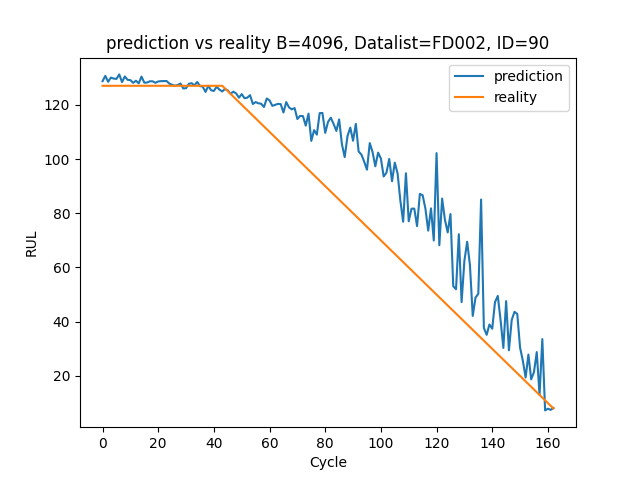 prediction vs reality B=4096, Datalist=FD002, ID=90
prediction
reality
RUL
120
100
80
60
40
20
0 20 40 60 80 100 120 140 160
Cycle